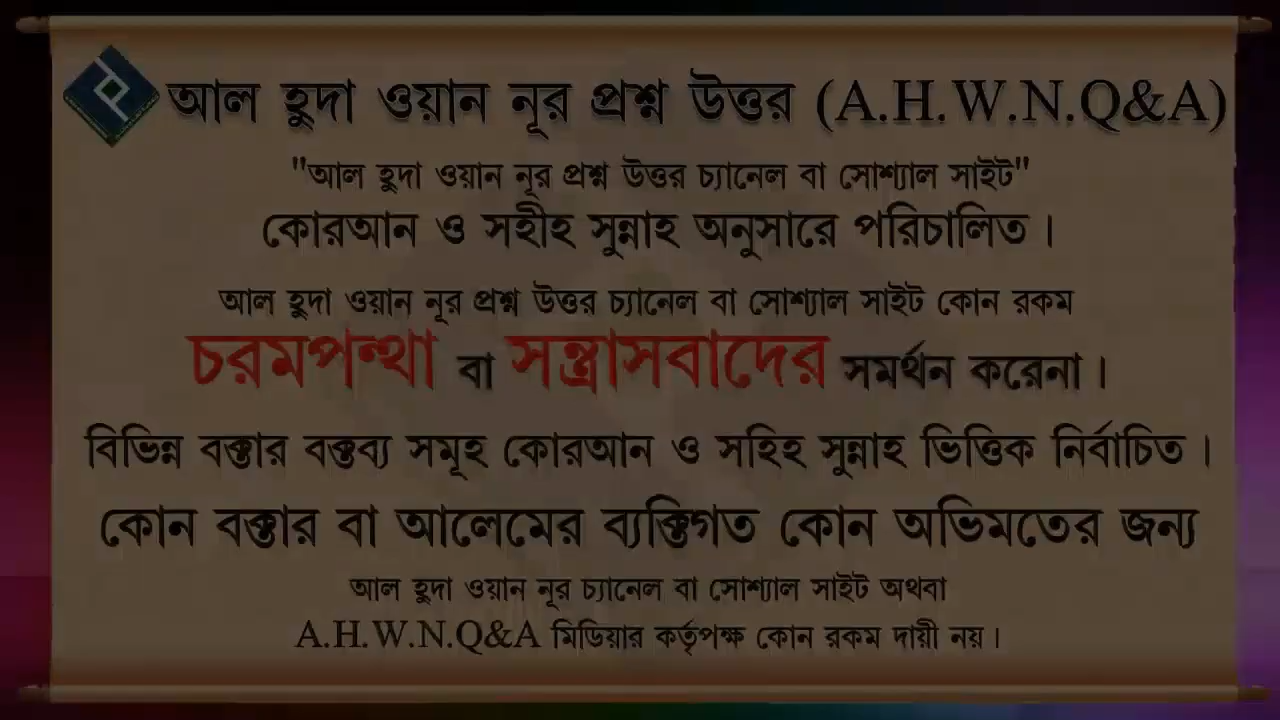 আল হুদা ওয়ান নূর প্রশ্ন উত্তর (A.H.W.N.Q&A)
"আল হুদা ওয়ান নূর প্রশ্ন উত্তর চ্যানেল বা সোশ্যাল সাইট"
কোরআন ও সহীহ সুন্নাহ অনুসারে পরিচালিত।
আল হুদা ওয়ান নূর প্রশ্ন উত্তর চ্যানেল বা সোশ্যাল সাইট কোন রকম
চরমপন্থা বা সন্ত্রাসবাদের সমর্থন করেনা।
বিভিন্ন বক্তার বক্তব্য সমূহ কোরআন ও সহিহ সুন্নাহ ভিত্তিক নির্বাচিত।
কোন বক্তার বা আলেমের ব্যক্তিগত কোন অভিমতের জন্য
আল হুদা ওয়ান নূর চ্যানেল বা সোশ্যাল সাইট অথবা
A.H.W.N.Q&A মিডিয়ার কর্তৃপক্ষ কোন রকম দায়ী নয়।